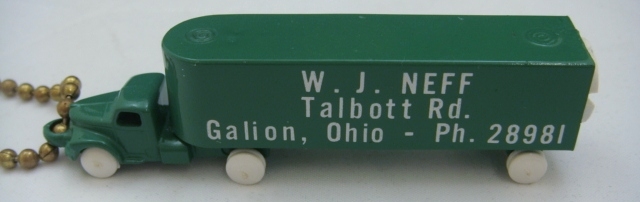 W. J. NEFF
Talbott Rd.
Galion, Ohio - Ph. 28981